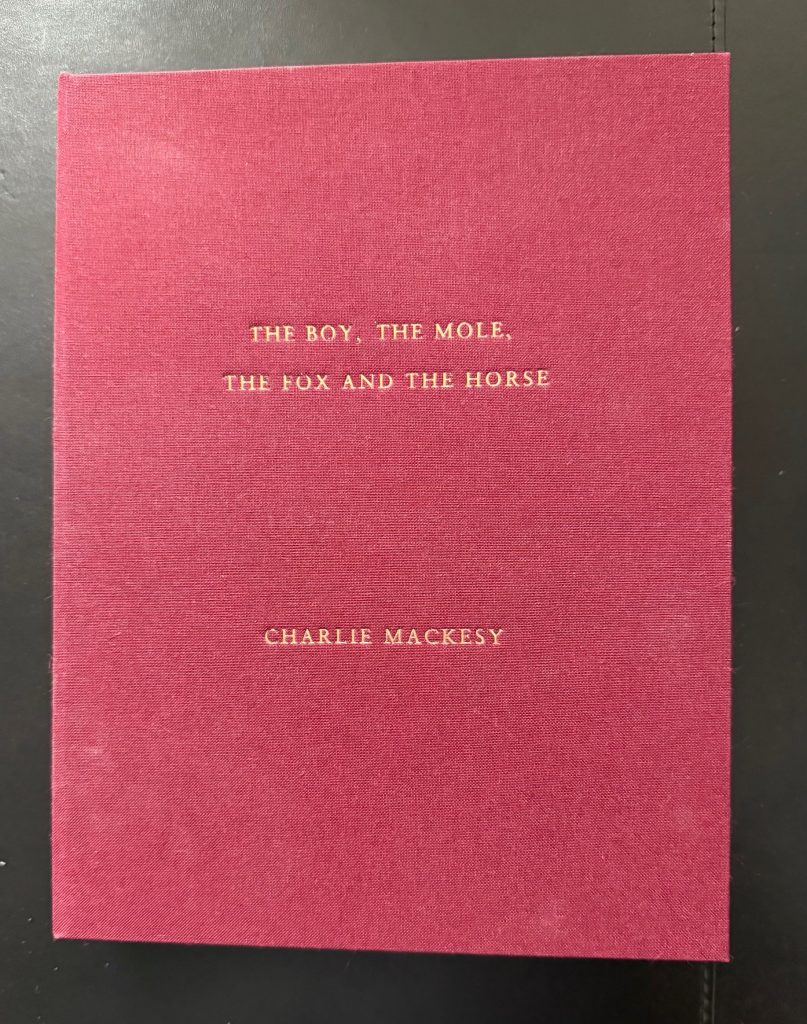 THE BOY, THE MOLE,
THE FOX AND THE HORSE
CHARLIE MACKESY